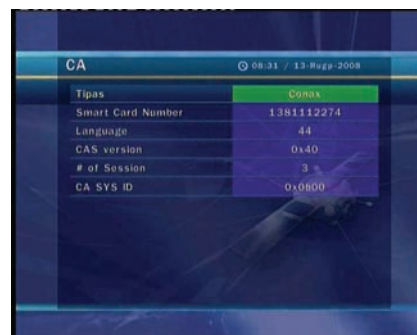 CA 08:31 / 13-Rugp-2008
Tipas Conax
Smart Card Number 1381112274
Language 44
CAS version 0x40
# of Session 3
CA SYS ID 0x0b00